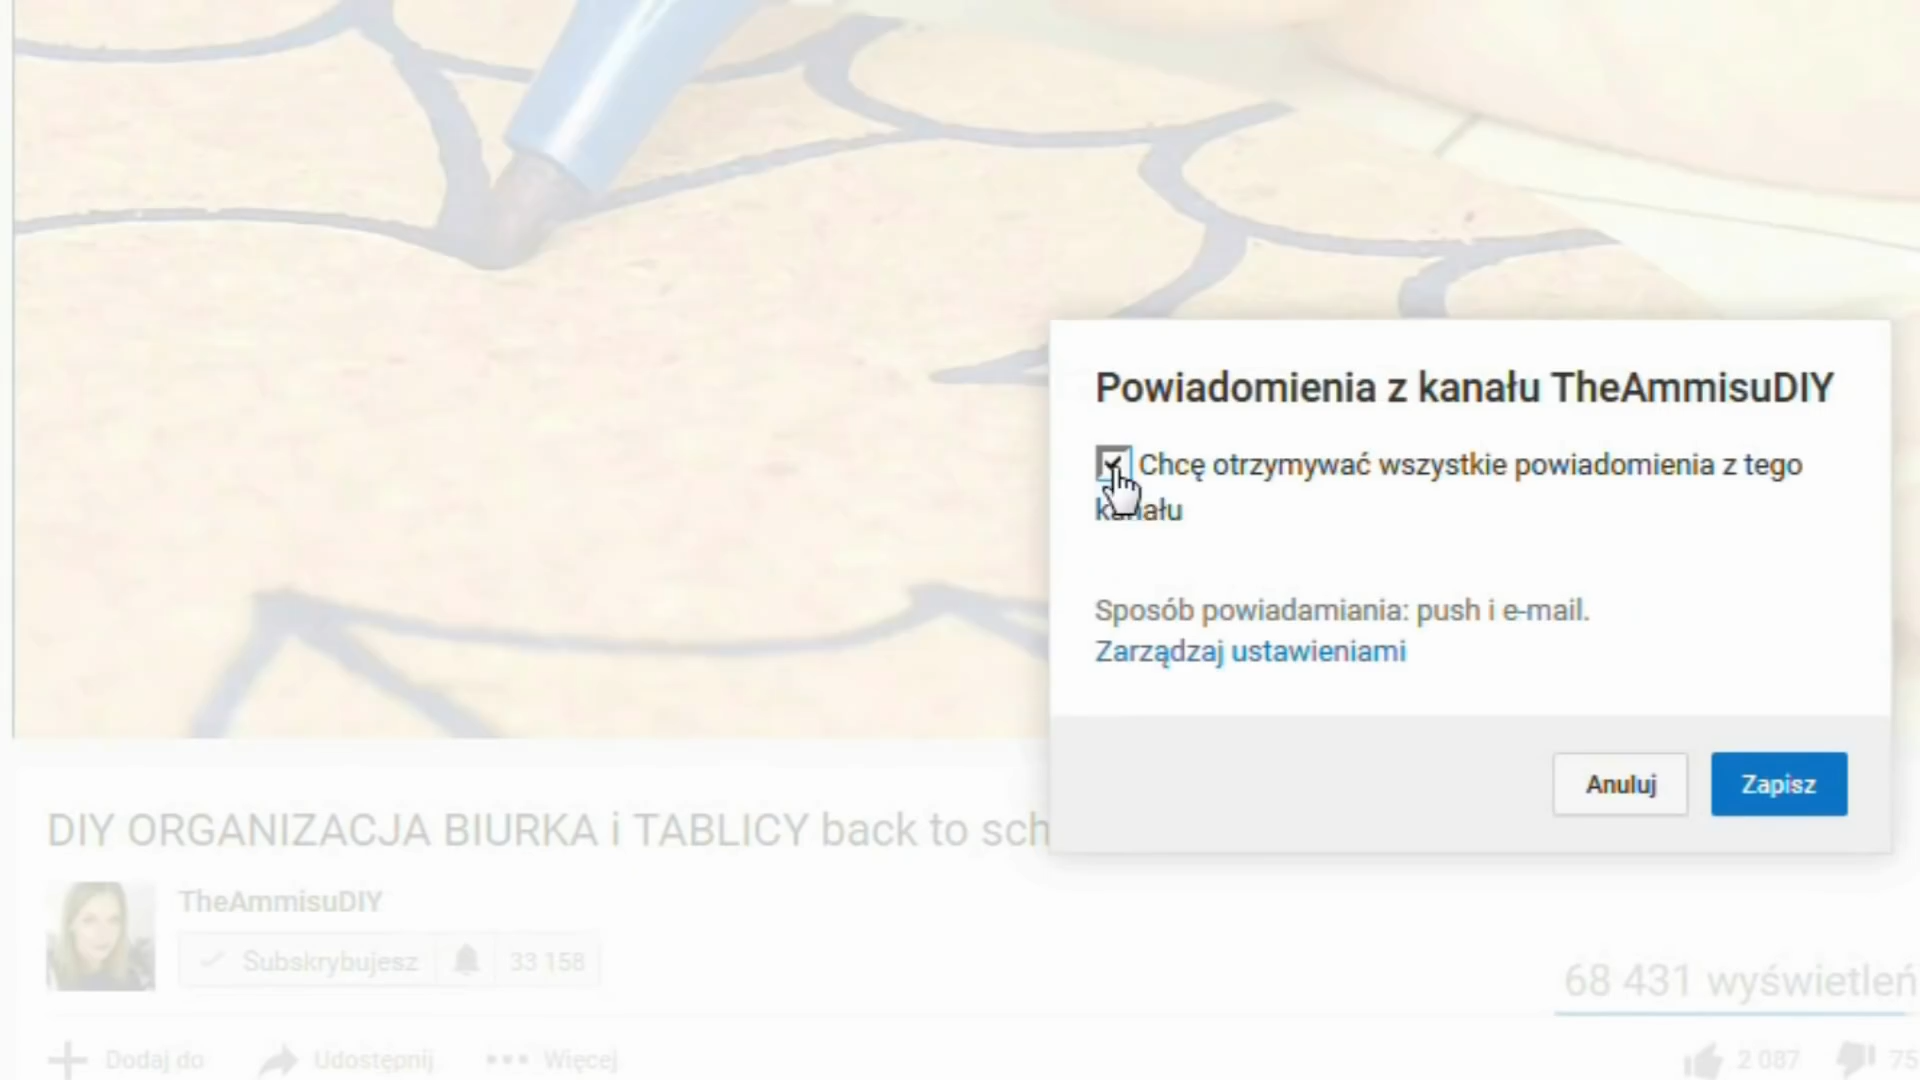 Powiadomienia z kanału TheAmmisuDIY
Chcę otrzymywać wszystkie powiadomienia z tego
kanału
Sposób powiadamiania: push i e-mail.
Zarządzaj ustawieniami
Anuluj
Zapisz
DIY ORGANIZACJA BIURKA i TABLICY back to sch
TheAmmisuDIY
Subskrybujesz
33 158
68 431 wyświetleń
Dodaj do
Udostępnij
Więcej
2 087
75